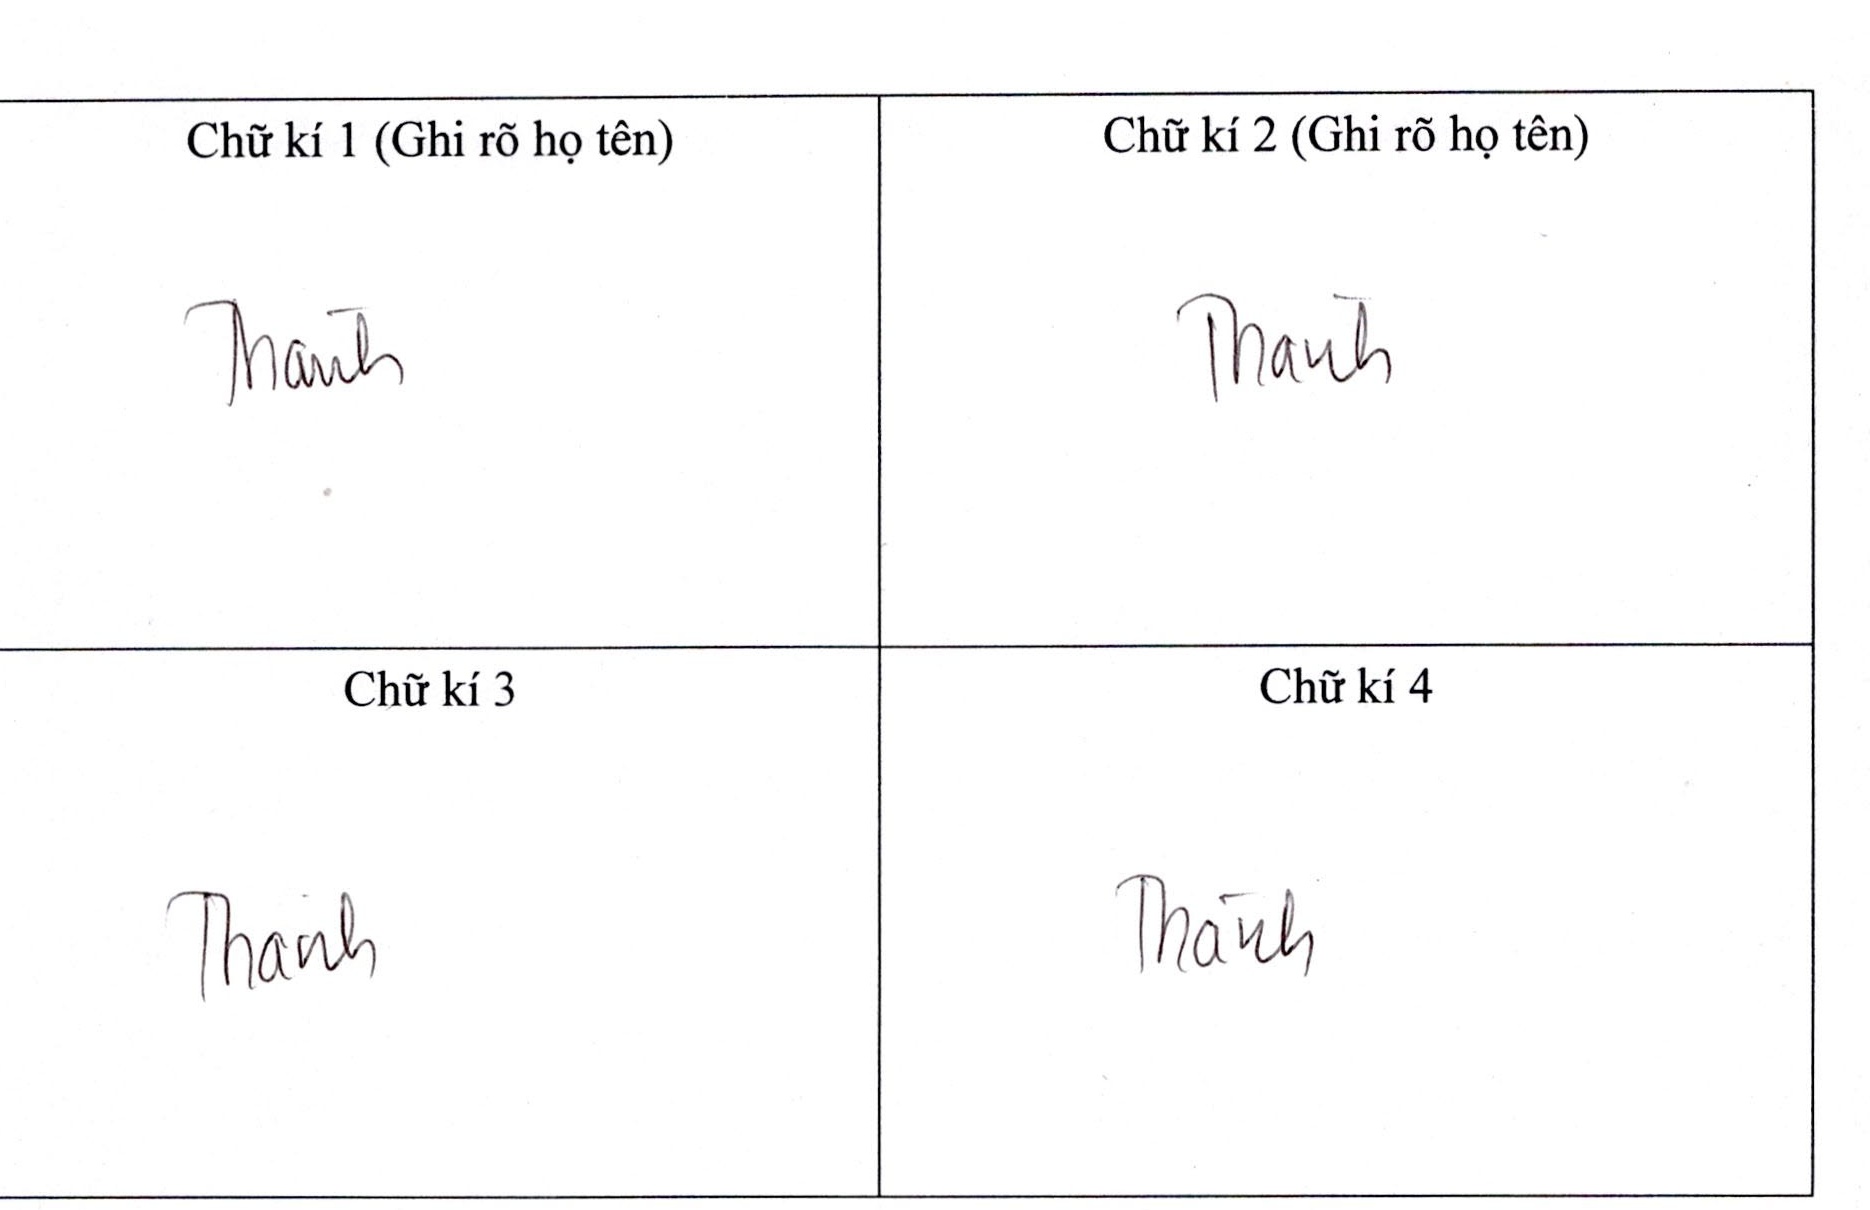 Chữ kí 1 (Ghi rõ họ tên)
Chữ kí 2 (Ghi rõ họ tên)
Thanh
Thanh
Chữ kí 3
Chữ kí 4
Thanh
Thanh